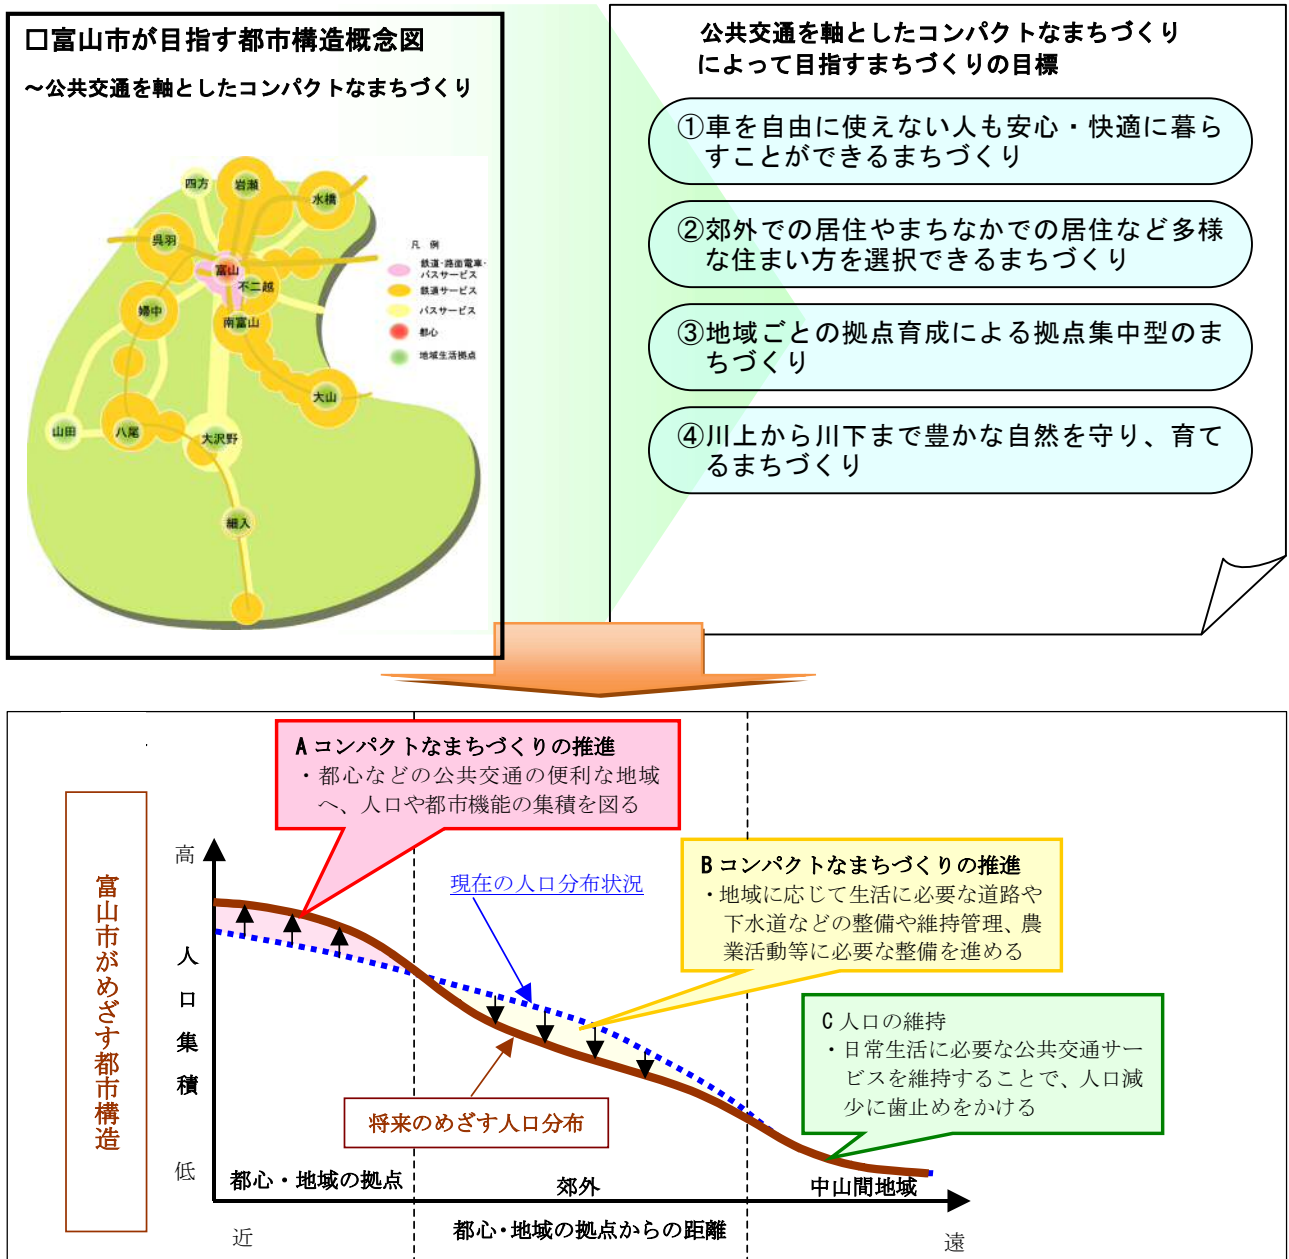 □富山市が目指す都市構造概念図
～公共交通を軸としたコンパクトなまちづくり
四方
岩瀬
水橋
呉羽
富山
不二越
婦中
南富山
大山
山田
八尾
大沢野
細入
凡 例
鉄道・路面電車・
バスサービス
鉄道サービス
バスサービス
都心
地域生活拠点
公共交通を軸としたコンパクトなまちづくり
によって目指すまちづくりの目標
①車を自由に使えない人も安心・快適に暮ら
すことができるまちづくり
②郊外での居住やまちなかでの居住など多様
な住まい方を選択できるまちづくり
③地域ごとの拠点育成による拠点集中型のま
ちづくり
④川上から川下まで豊かな自然を守り、育て
るまちづくり
富山市がめざす都市構造
A コンパクトなまちづくりの推進
・都心などの公共交通の便利な地域
へ、人口や都市機能の集積を図る
B コンパクトなまちづくりの推進
・地域に応じて生活に必要な道路や
下水道などの整備や維持管理、農
業活動等に必要な整備を進める
C 人口の維持
・日常生活に必要な公共交通サー
ビスを維持することで、人口減
少に歯止めをかける
高
人口集積
低
現在の人口分布状況
将来のめざす人口分布
都心・地域の拠点
郊外
中山間地域
近
都心・地域の拠点からの距離
遠